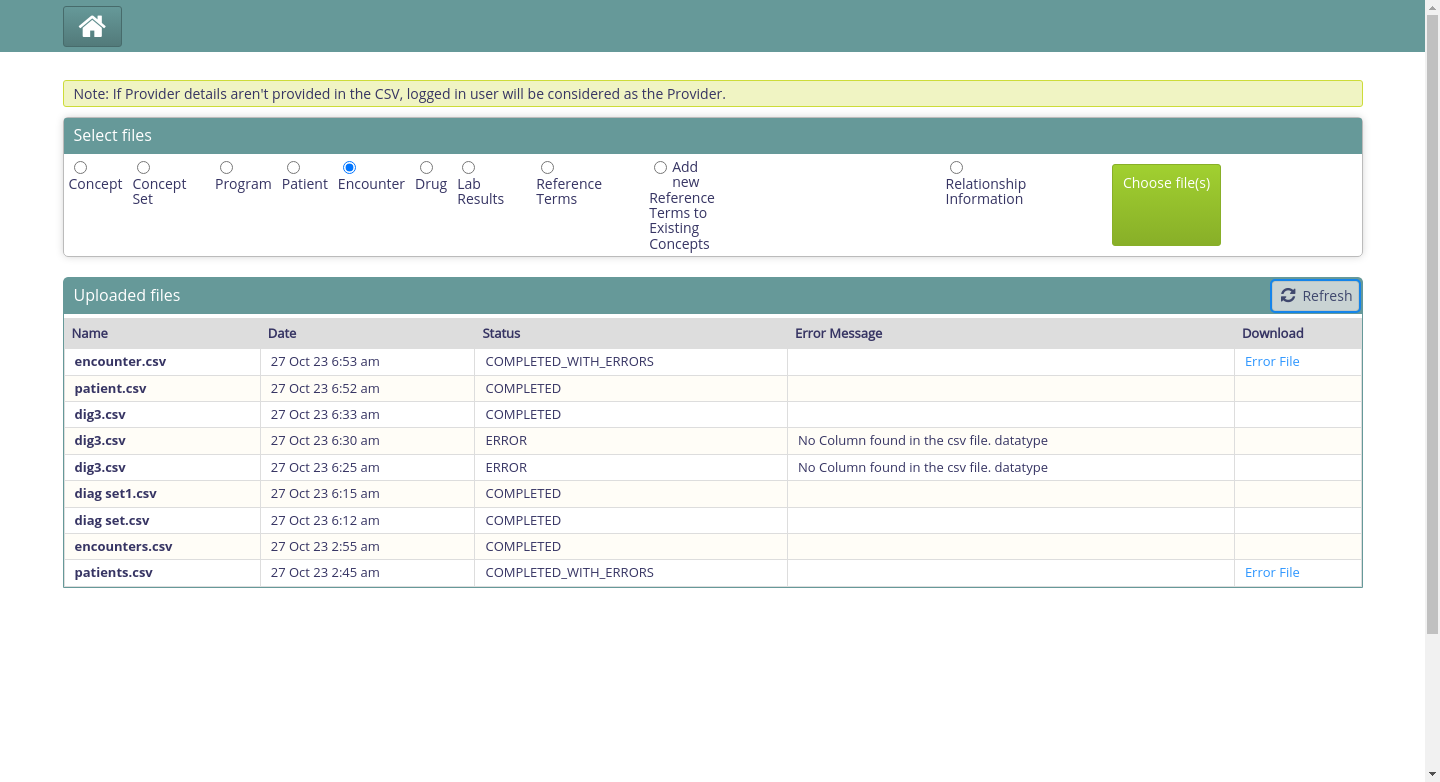 Note: If Provider details aren't provided in the CSV, logged in user will be considered as the Provider.
Select files
Concept
Concept Set
Program
Patient
Encounter
Drug
Lab Results
Reference Terms
Add new Reference Terms to Existing Concepts
Relationship Information
Choose file(s)
Uploaded files
Refresh
Name Date Status Error Message Download
encounter.csv 27 Oct 23 6:53 am COMPLETED_WITH_ERRORS Error File
patient.csv 27 Oct 23 6:52 am COMPLETED
dig3.csv 27 Oct 23 6:33 am COMPLETED
dig3.csv 27 Oct 23 6:30 am ERROR No Column found in the csv file. datatype
dig3.csv 27 Oct 23 6:25 am ERROR No Column found in the csv file. datatype
diag set1.csv 27 Oct 23 6:15 am COMPLETED
diag set.csv 27 Oct 23 6:12 am COMPLETED
encounters.csv 27 Oct 23 2:55 am COMPLETED
patients.csv 27 Oct 23 2:45 am COMPLETED_WITH_ERRORS Error File